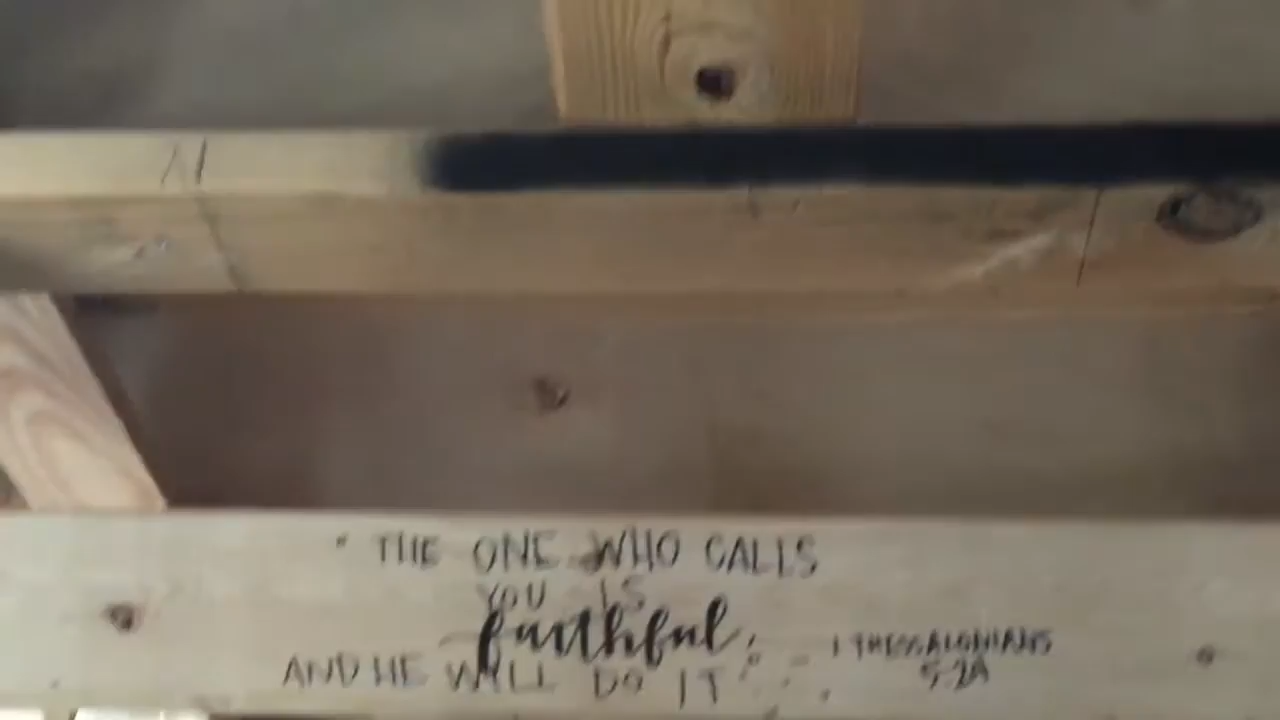 "THE ONE WHO CALLS
YOU IS
faithful,
AND HE WILL DO IT" -
1 THESSALONIANS
5:24